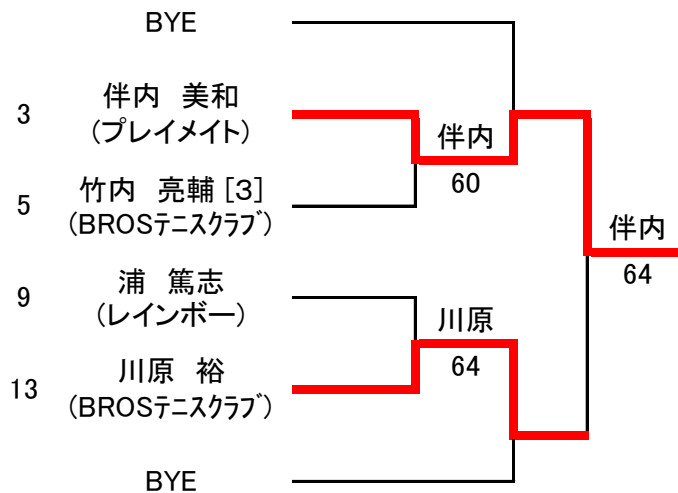 BYE
3 伴内 美和
(プレイメイト)
伴内
60
5 竹内 亮輔 [3]
(BROSﾃﾆｽｸﾗﾌﾞ)
伴内
64
9 浦 篤志
(レインボー)
川原
64
13 川原 裕
(BROSﾃﾆｽｸﾗﾌﾞ)
BYE